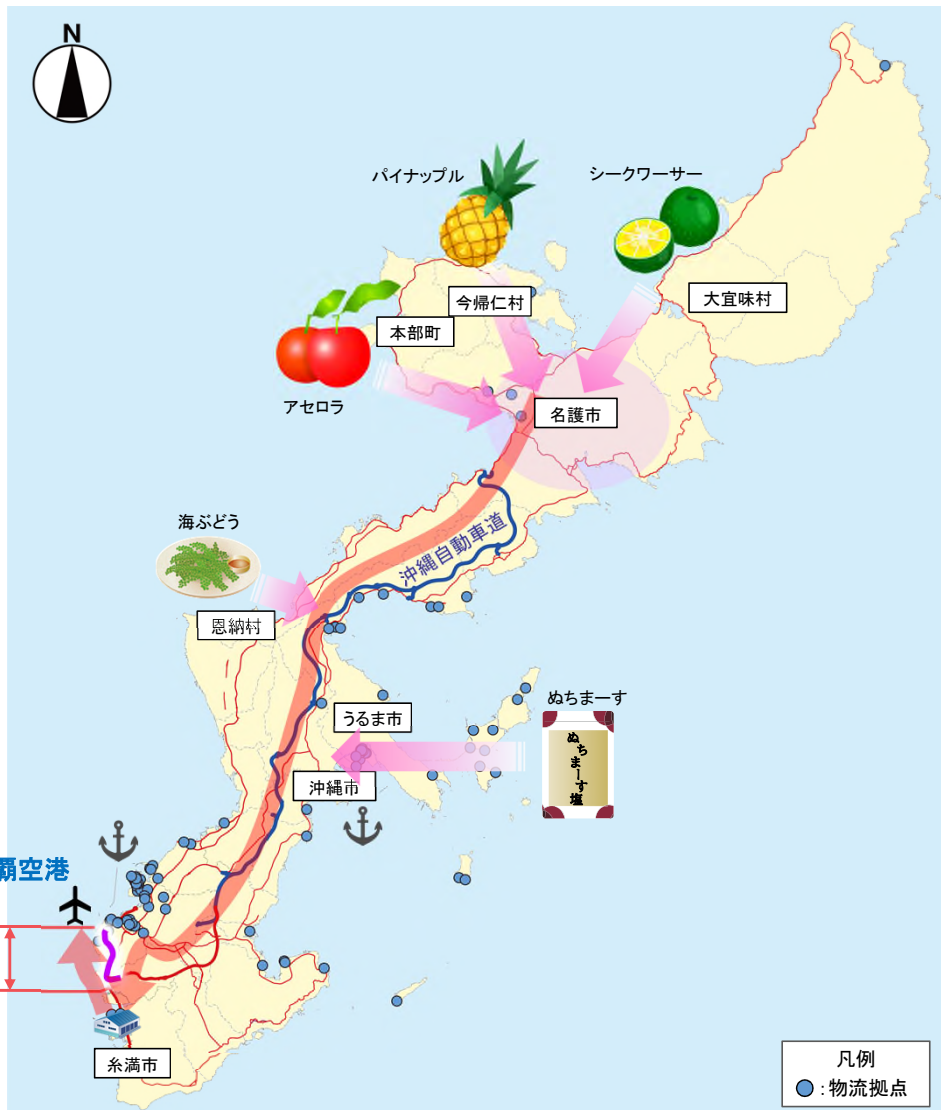 N
パイナップル
シークワーサー
大宜味村
今帰仁村
本部町
アセロラ
名護市
海ぶどう
沖縄自動車道
恩納村
ぬちまーす
うるま市
ぬちまーす塩
沖縄市
覇空港
糸満市
凡例
:物流拠点